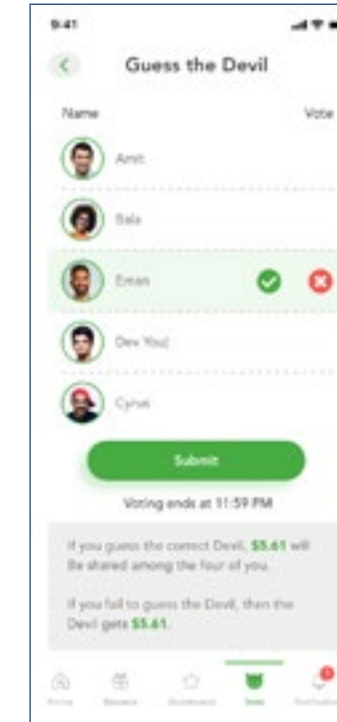 9:41
Guess the Devil
Name Vote
Amit
Bala
Eman
Dev You)
Cyrus
Submit
Voting ends at 11:59 PM
If you guess the correct Devil, $5.61 will
Be shared among the four of you.
If you fail to guess the Devil, then the
Devil gets $5.61.
Home Rewards Scoreboard Vote Notification